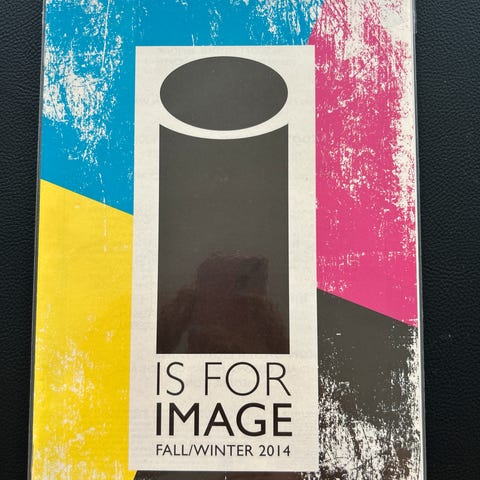 i
IS FOR
IMAGE
FALL/WINTER 2014